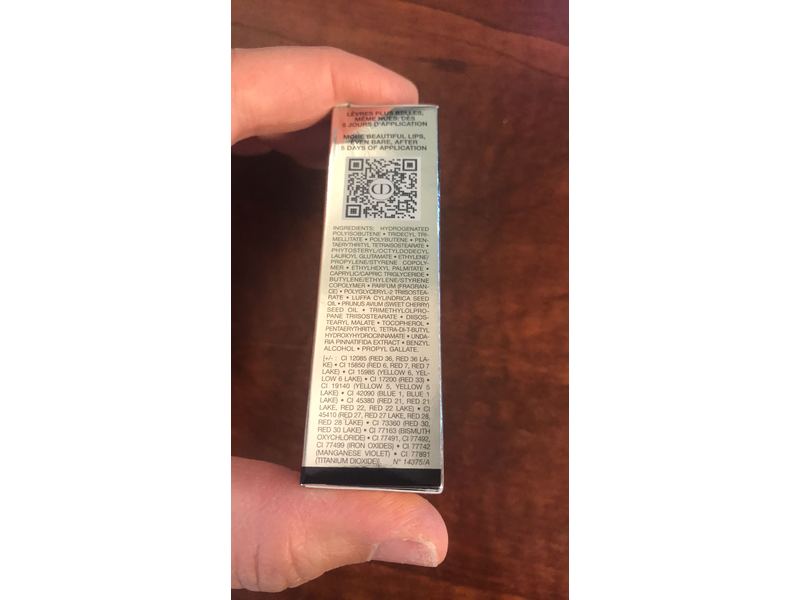 LÈVRES PLUS BELLES,
MÊME NUES, DÈS
5 JOURS D'APPLICATION
MORE BEAUTIFUL LIPS,
EVEN BARE, AFTER
5 DAYS OF APPLICATION
CD
INGREDIENTS: HYDROGENATED
POLYISOBUTENE • TRIDECYL TRI-
MELLITATE • POLYBUTENE • PEN-
TAERYTHRITYL TETRAISOSTEARATE •
PHYTOSTERYL/OCTYLDODECYL
LAUROYL GLUTAMATE • ETHYLENE/
PROPYLENE/STYRENE COPOLY-
MER • ETHYLHEXYL PALMITATE •
CAPRYLIC/CAPRIC TRIGLYCERIDE •
BUTYLENE/ETHYLENE/STYRENE
COPOLYMER • PARFUM (FRAGRAN-
CE) • POLYGLYCERYL-2 TRIISOSTEA-
RATE • LUFFA CYLINDRICA SEED
OIL • PRUNUS AVIUM (SWEET CHERRY)
SEED OIL • TRIMETHYLOLPRO-
PANE TRIISOSTEARATE • DIISOS-
TEARYL MALATE • TOCOPHEROL •
PENTAERYTHRITYL TETRA-DI-T-BUTYL
HYDROXYHYDROCINNAMATE • UNDA-
RIA PINNATIFIDA EXTRACT • BENZYL
ALCOHOL • PROPYL GALLATE.
[+/- : CI 12085 (RED 36, RED 36 LA-
KE) • CI 15850 (RED 6, RED 7, RED 7
LAKE) • CI 15985 (YELLOW 6, YEL-
LOW 6 LAKE) • CI 17200 (RED 33) •
CI 19140 (YELLOW 5, YELLOW 5
LAKE) • CI 42090 (BLUE 1, BLUE 1
LAKE) • CI 45380 (RED 21, RED 21
LAKE, RED 22, RED 22 LAKE) • CI
45410 (RED 27, RED 27 LAKE, RED 28,
RED 28 LAKE) • CI 73360 (RED 30,
RED 30 LAKE) • CI 77163 (BISMUTH
OXYCHLORIDE) • CI 77491, CI 77492,
CI 77499 (IRON OXIDES) • CI 77742
(MANGANESE VIOLET) • CI 77891
(TITANIUM DIOXIDE)]. N° 14375/A